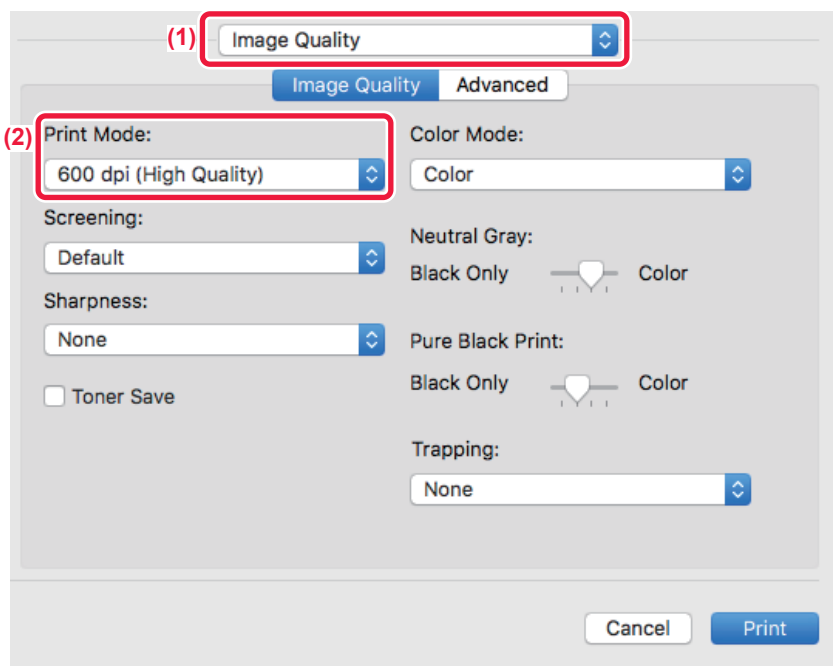 (1)
Image Quality
Image Quality Advanced
(2)
Print Mode:
600 dpi (High Quality)
Screening:
Default
Sharpness:
None
Toner Save
Color Mode:
Color
Neutral Gray:
Black Only Color
Pure Black Print:
Black Only Color
Trapping:
None
Cancel Print